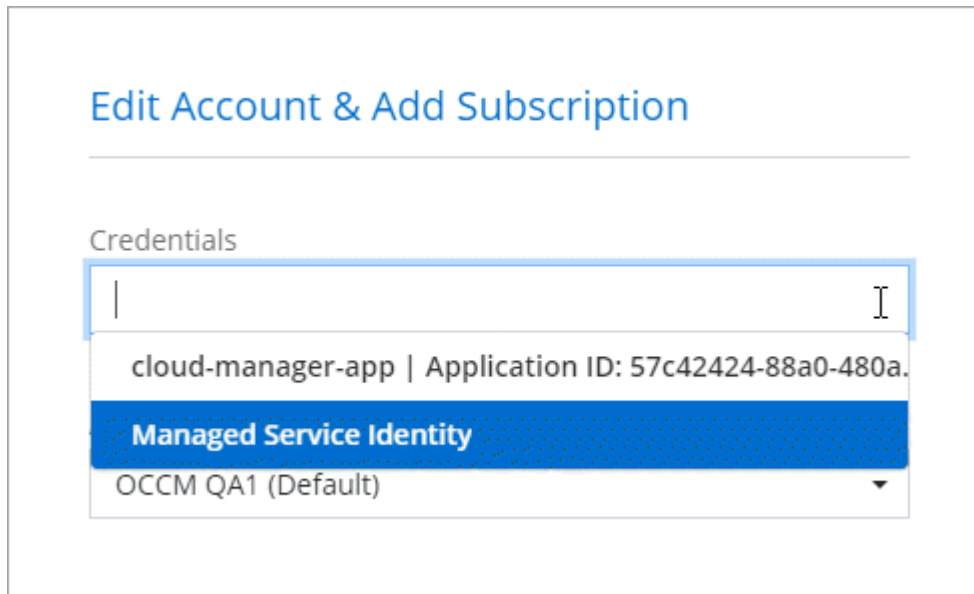 Edit Account & Add Subscription
Credentials
cloud-manager-app | Application ID: 57c42424-88a0-480a.
Managed Service Identity
OCCM QA1 (Default)